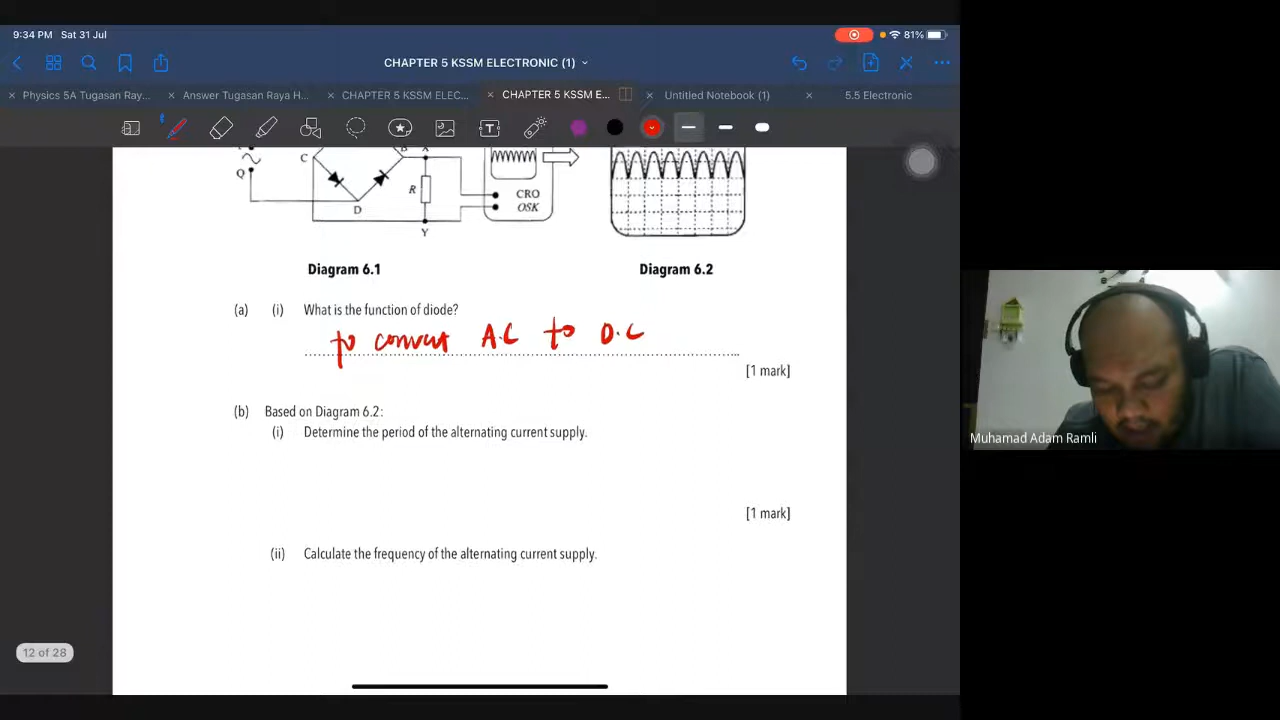 9:34 PM Sat 31 Jul
81%
CHAPTER 5 KSSM ELECTRONIC (1)
Physics 5A Tugasan Ray...
Answer Tugasan Raya H...
CHAPTER 5 KSSM ELEC...
CHAPTER 5 KSSM E...
Untitled Notebook (1)
5.5 Electronic
C
B
X
Q
R
CRO
OSK
D
Y
Diagram 6.1
Diagram 6.2
(a) (i) What is the function of diode?
to convert A.C to D.C
[1 mark]
(b) Based on Diagram 6.2:
(i) Determine the period of the alternating current supply.
[1 mark]
(ii) Calculate the frequency of the alternating current supply.
12 of 28
Muhamad Adam Ramli